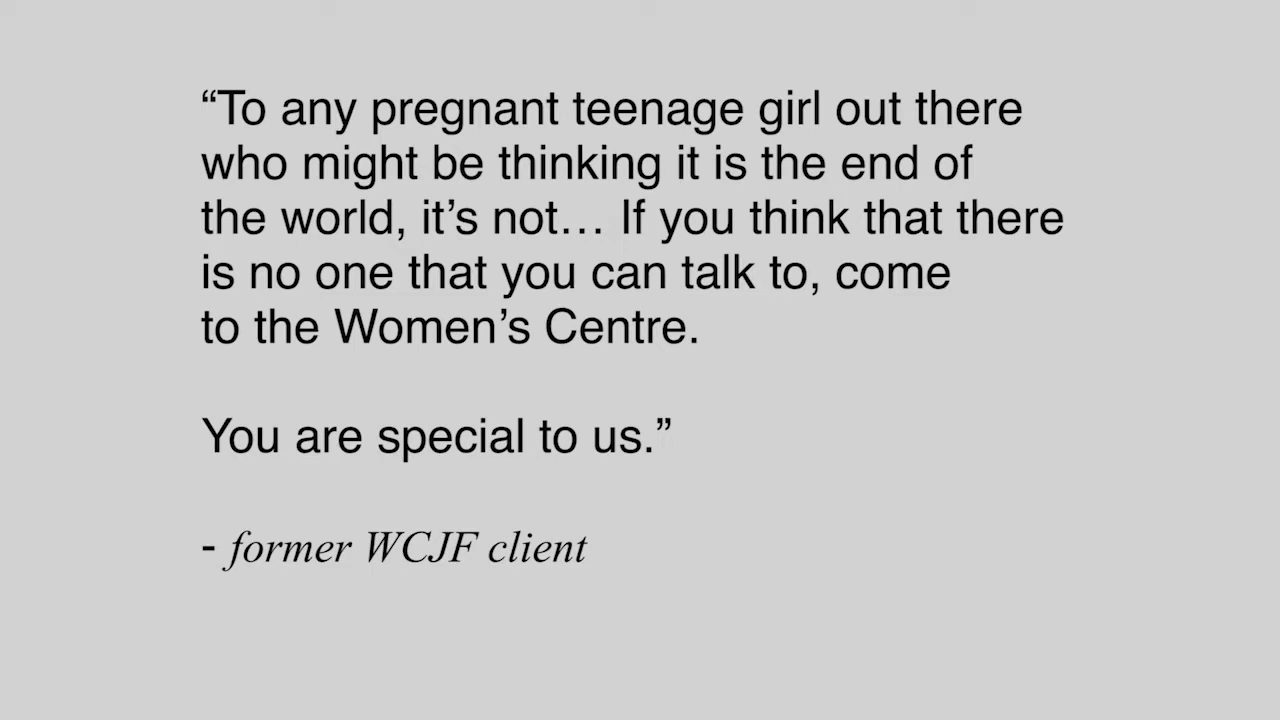 “To any pregnant teenage girl out there
who might be thinking it is the end of
the world, it’s not… If you think that there
is no one that you can talk to, come
to the Women’s Centre.
You are special to us.”
- former WCJF client